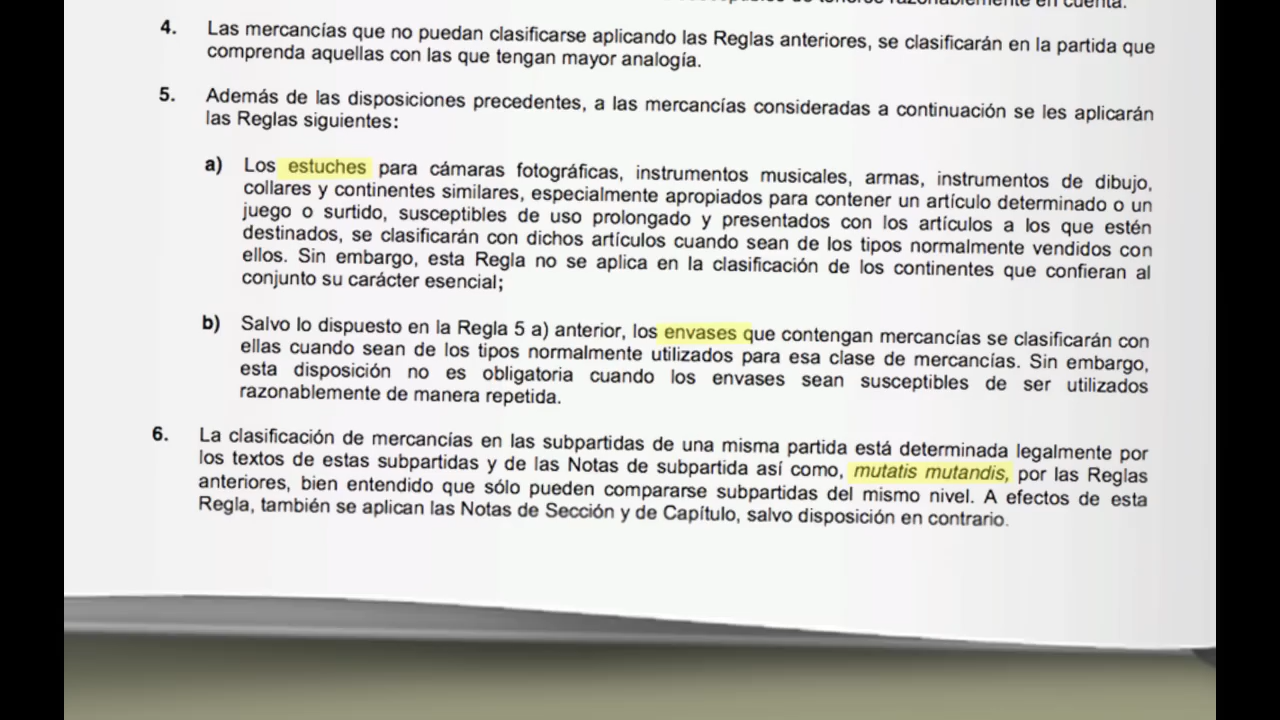 en cuenta.
4. Las mercancías que no puedan clasificarse aplicando las Reglas anteriores, se clasificarán en la partida que
comprenda aquellas con las que tengan mayor analogía.
5. Además de las disposiciones precedentes, a las mercancías consideradas a continuación se les aplicarán
las Reglas siguientes:
a) Los estuches para cámaras fotográficas, instrumentos musicales, armas, instrumentos de dibujo,
collares y continentes similares, especialmente apropiados para contener un artículo determinado o un
juego o surtido, susceptibles de uso prolongado y presentados con los artículos a los que estén
destinados, se clasificarán con dichos artículos cuando sean de los tipos normalmente vendidos con
ellos. Sin embargo, esta Regla no se aplica en la clasificación de los continentes que confieran al
conjunto su carácter esencial;
b) Salvo lo dispuesto en la Regla 5 a) anterior, los envases que contengan mercancías se clasificarán con
ellas cuando sean de los tipos normalmente utilizados para esa clase de mercancías. Sin embargo,
esta disposición no es obligatoria cuando los envases sean susceptibles de ser utilizados
razonablemente de manera repetida.
6. La clasificación de mercancías en las subpartidas de una misma partida está determinada legalmente por
los textos de estas subpartidas y de las Notas de subpartida así como, mutatis mutandis, por las Reglas
anteriores, bien entendido que sólo pueden compararse subpartidas del mismo nivel. A efectos de esta
Regla, también se aplican las Notas de Sección y de Capítulo, salvo disposición en contrario.